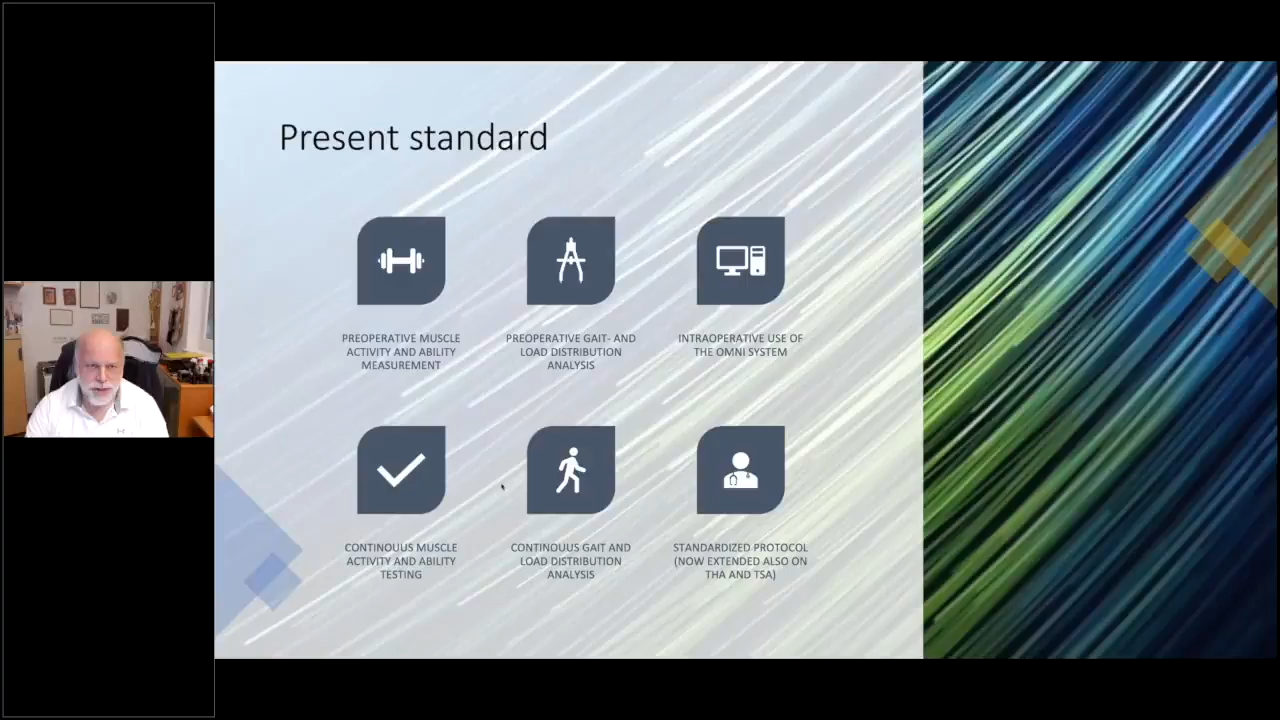 Present standard
PREOPERATIVE MUSCLE
ACTIVITY AND ABILITY
MEASUREMENT
PREOPERATIVE GAIT- AND
LOAD DISTRIBUTION
ANALYSIS
INTRAOPERATIVE USE OF
THE OMNI SYSTEM
CONTINOUS MUSCLE
ACTIVITY AND ABILITY
TESTING
CONTINOUS GAIT AND
LOAD DISTRIBUTION
ANALYSIS
STANDARDIZED PROTOCOL
(NOW EXTENDED ALSO ON
THA AND TSA)